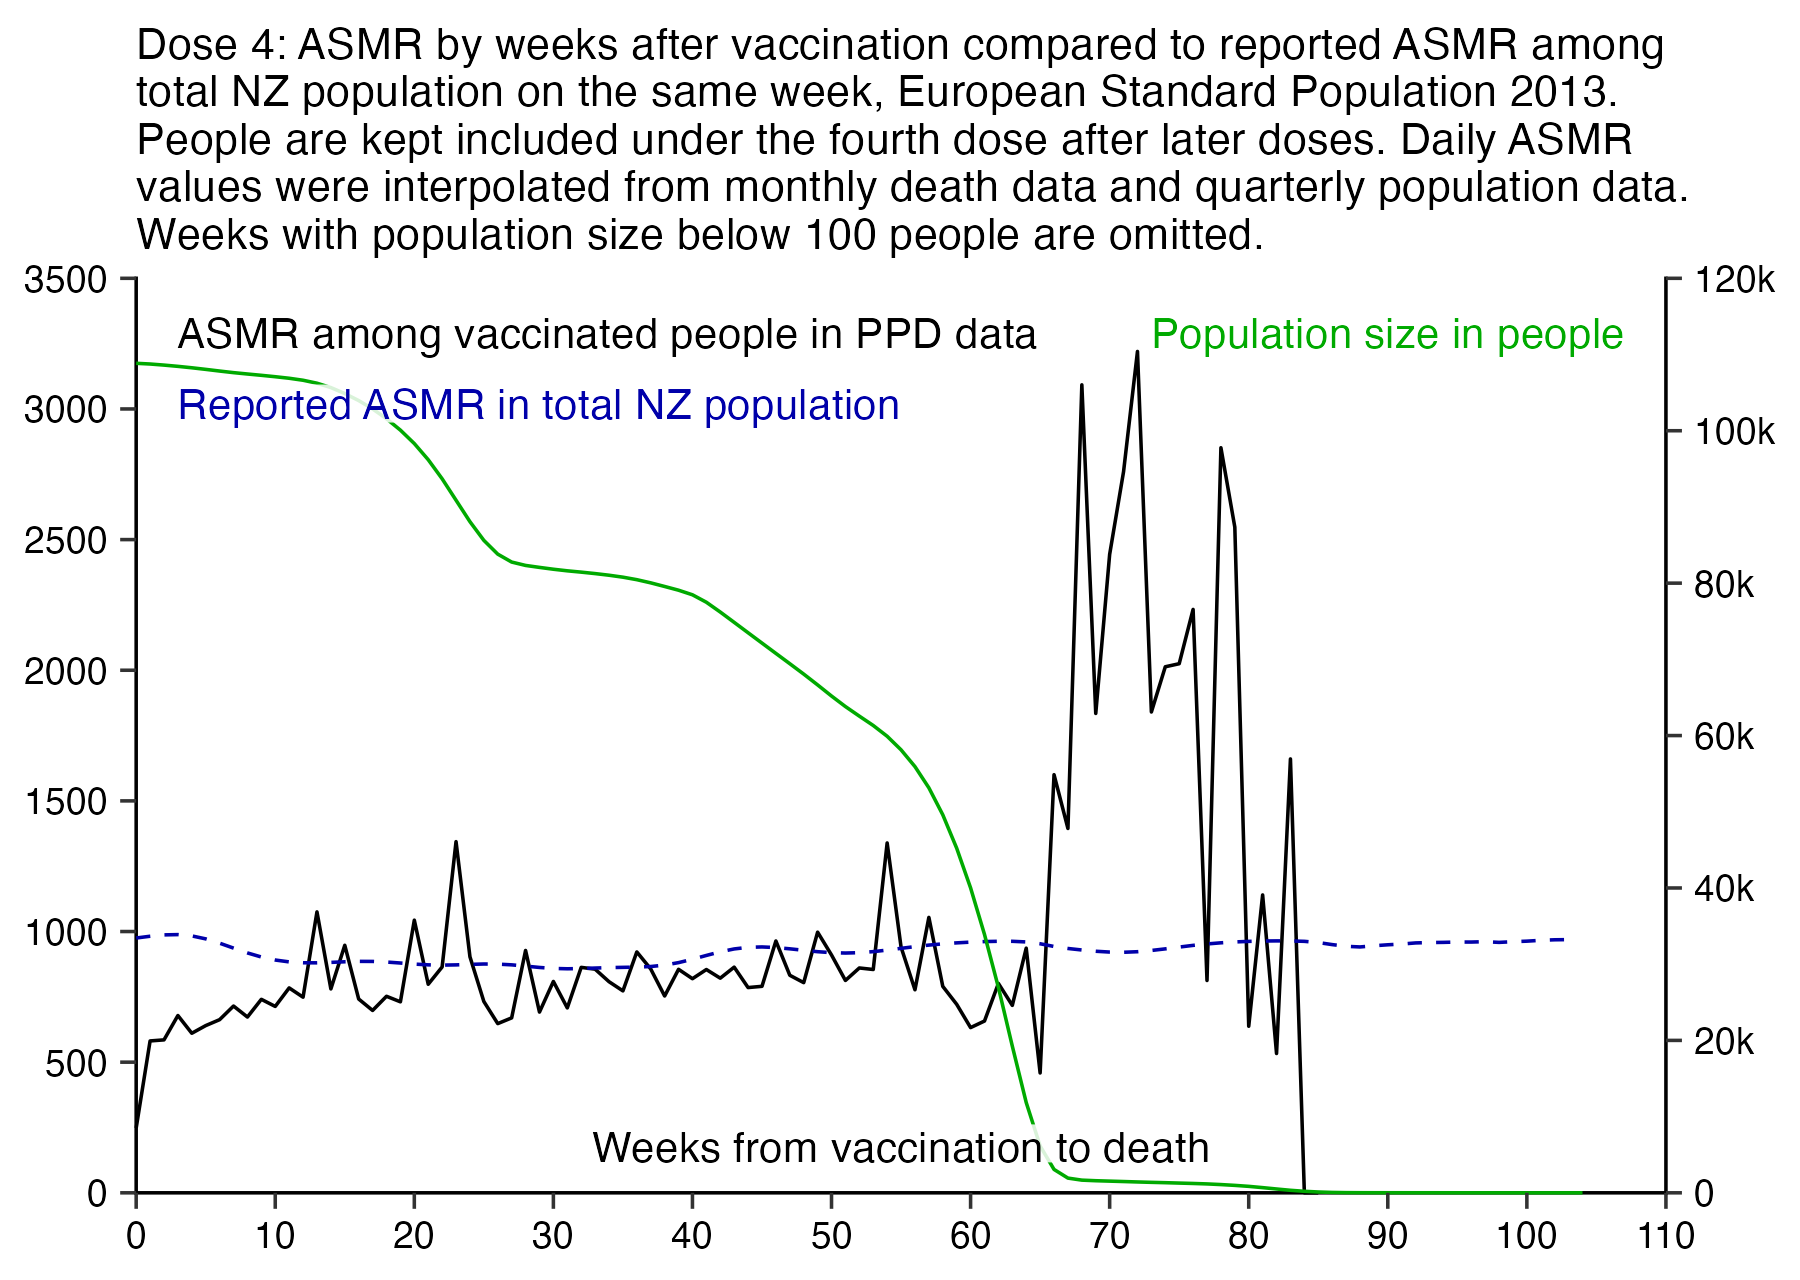 Dose 4: ASMR by weeks after vaccination compared to reported ASMR among
total NZ population on the same week, European Standard Population 2013.
People are kept included under the fourth dose after later doses. Daily ASMR
values were interpolated from monthly death data and quarterly population data.
Weeks with population size below 100 people are omitted.
3500
3000
2500
2000
1500
1000
500
0
ASMR among vaccinated people in PPD data
Reported ASMR in total NZ population
Population size in people
120k
100k
80k
60k
40k
20k
0
Weeks from vaccination to death
0 10 20 30 40 50 60 70 80 90 100 110